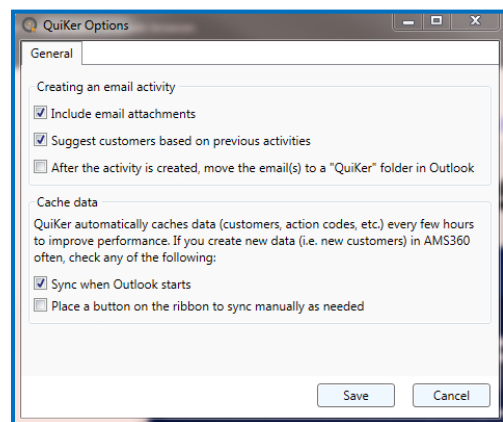 QuiKer Options
General
Creating an email activity
Include email attachments
Suggest customers based on previous activities
After the activity is created, move the email(s) to a "QuiKer" folder in Outlook
Cache data
QuiKer automatically caches data (customers, action codes, etc.) every few hours
to improve performance. If you create new data (i.e. new customers) in AMS360
often, check any of the following:
Sync when Outlook starts
Place a button on the ribbon to sync manually as needed
Save Cancel